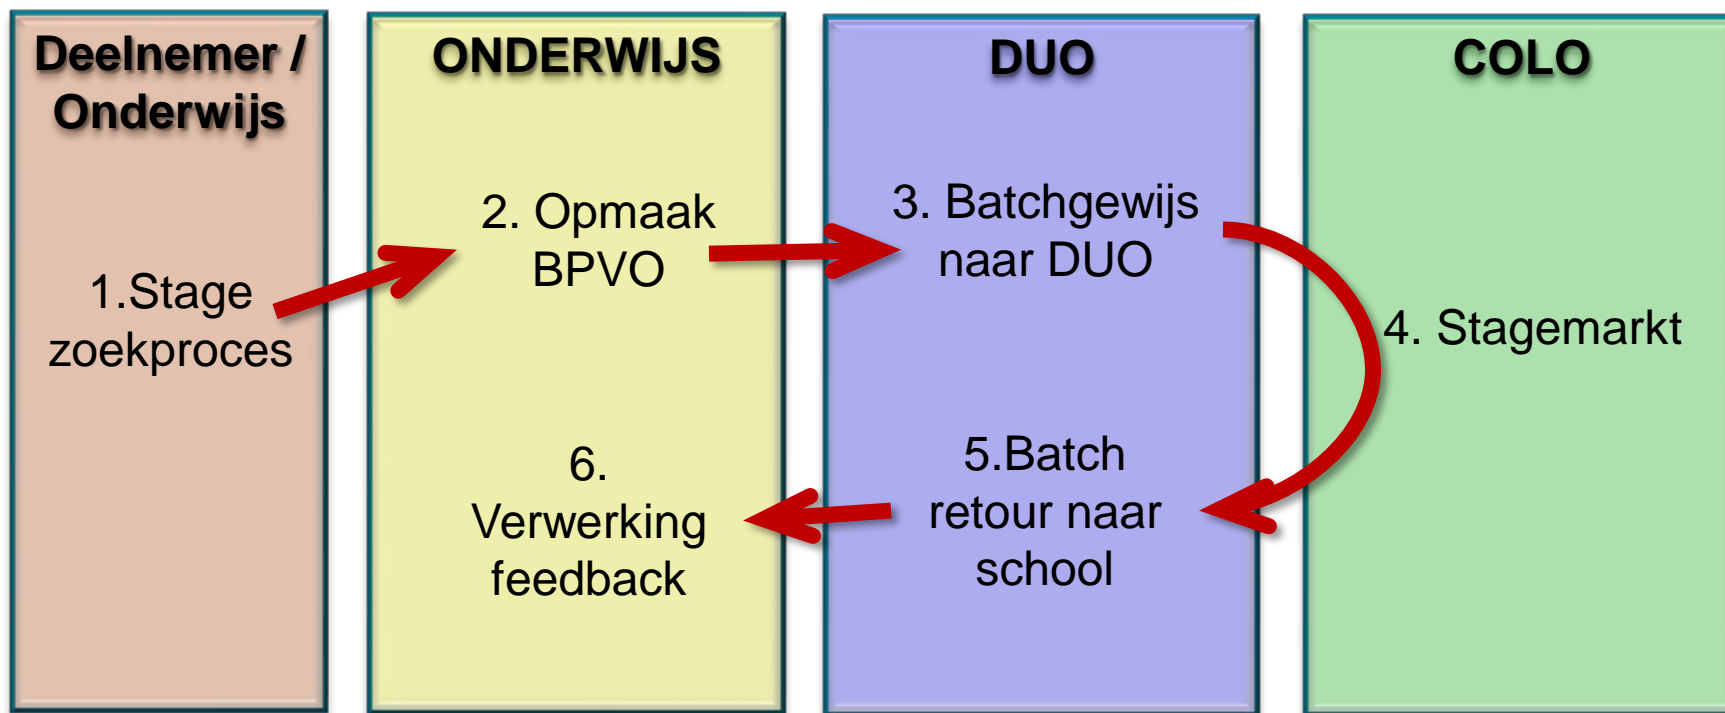 Deelnemer /
Onderwijs
1.Stage
zoekproces
ONDERWIJS
2. Opmaak
BPVO
6.
Verwerking
feedback
DUO
3. Batchgewijs
naar DUO
5.Batch
retour naar
school
COLO
4. Stagemarkt